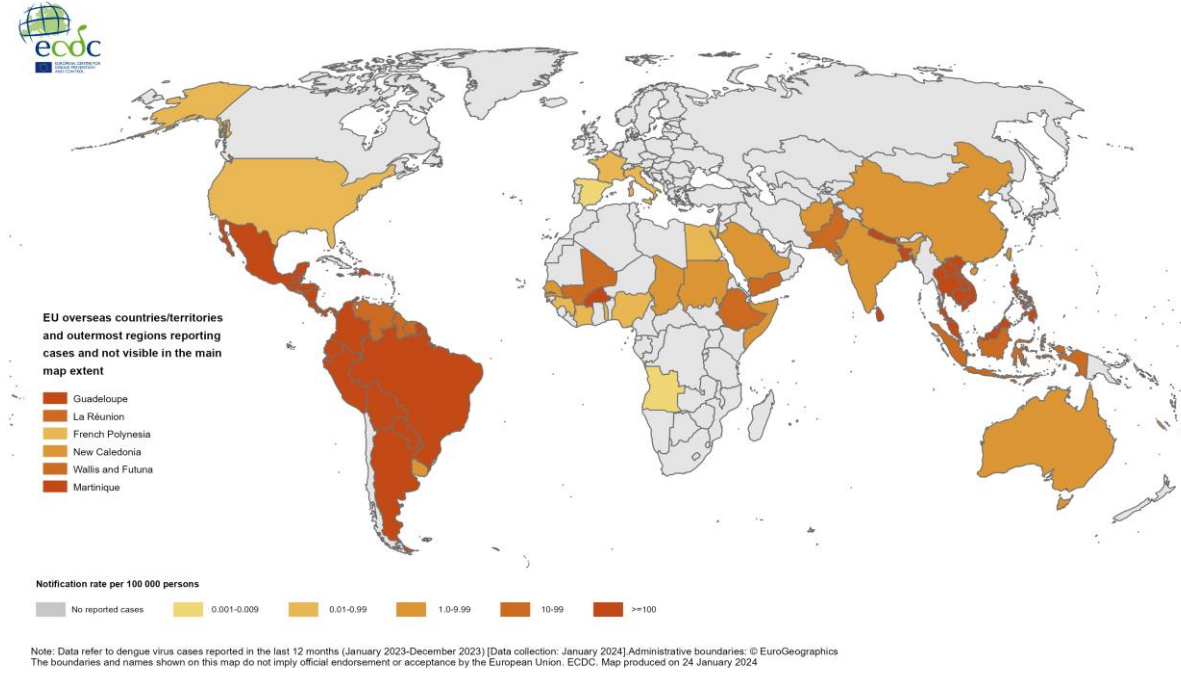 ecdc
EUROPEAN CENTRE FOR
DISEASE PREVENTION
AND CONTROL
EU overseas countries/territories
and outermost regions reporting
cases and not visible in the main
map extent
Guadeloupe
La Réunion
French Polynesia
New Caledonia
Wallis and Futuna
Martinique
Notification rate per 100 000 persons
No reported cases
0.001-0.009
0.01-0.99
1.0-9.99
10-99
>=100
Note: Data refer to dengue virus cases reported in the last 12 months (January 2023-December 2023) [Data collection: January 2024].Administrative boundaries: © EuroGeographics
The boundaries and names shown on this map do not imply official endorsement or acceptance by the European Union. ECDC. Map produced on 24 January 2024